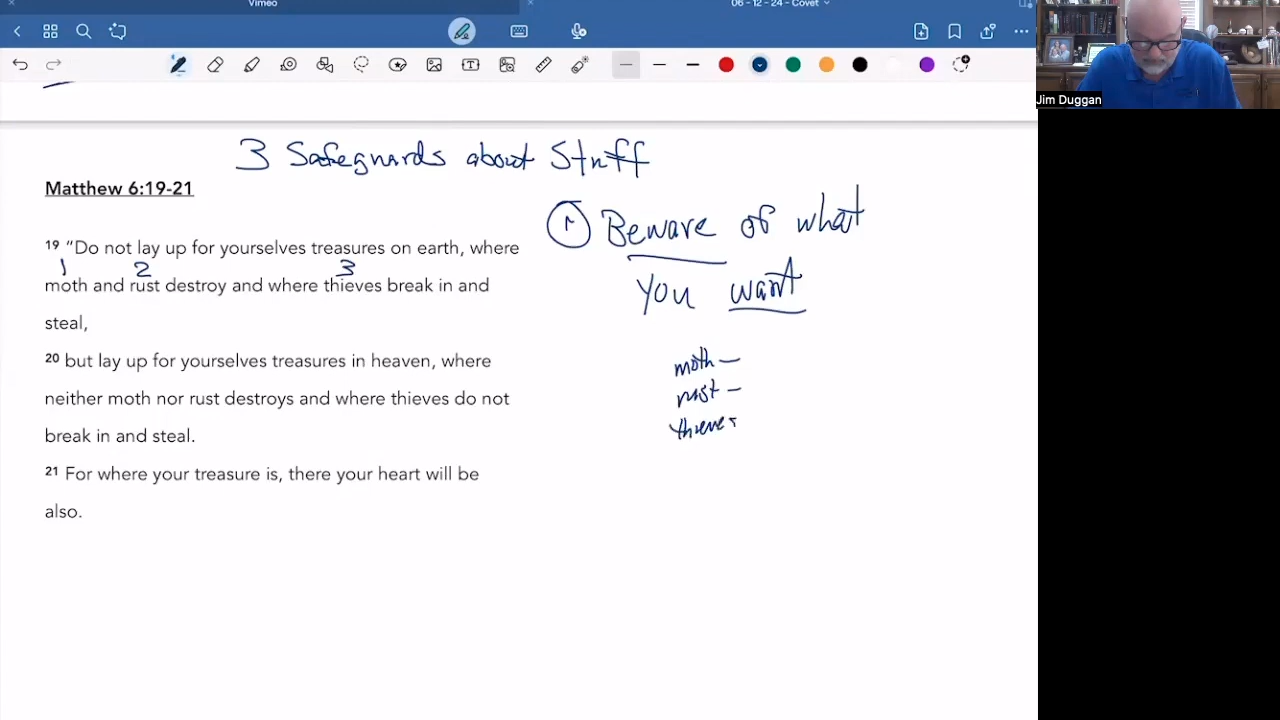 Vimeo
06 - 12 - 24 - Covet
Jim Duggan
3 Safeguards about Stuff
Matthew 6:19-21
1 Beware of what
you want
19 "Do not lay up for yourselves treasures on earth, where
1 2 3
moth and rust destroy and where thieves break in and
steal,
20 but lay up for yourselves treasures in heaven, where
neither moth nor rust destroys and where thieves do not
break in and steal.
21 For where your treasure is, there your heart will be
also.
moth –
rust –
thieves